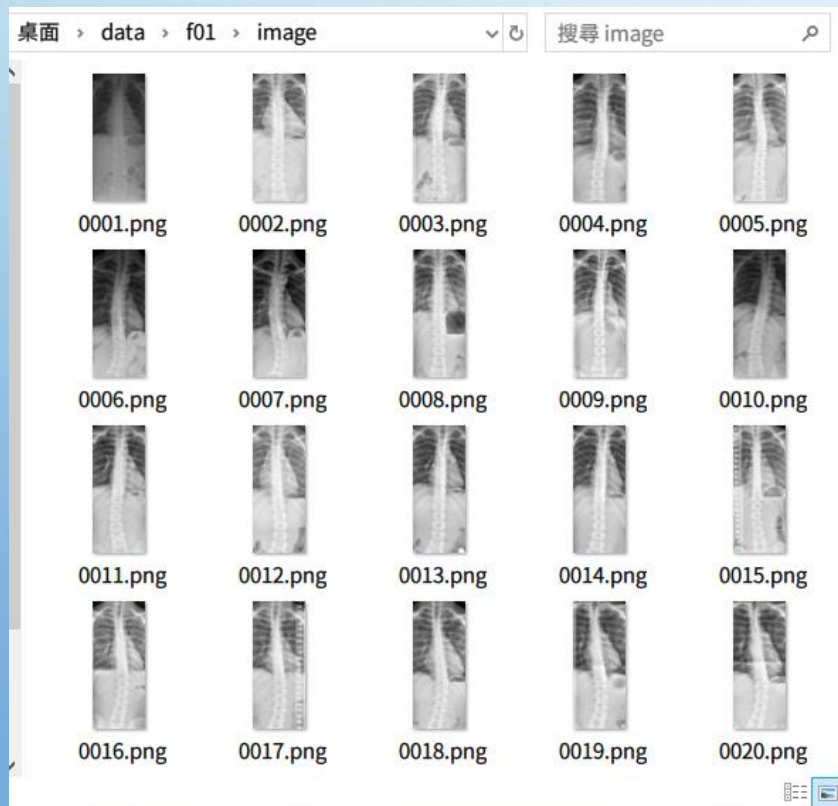 桌面 › data › f01 › image
搜尋 image
0001.png 0002.png 0003.png 0004.png 0005.png
0006.png 0007.png 0008.png 0009.png 0010.png
0011.png 0012.png 0013.png 0014.png 0015.png
0016.png 0017.png 0018.png 0019.png 0020.png